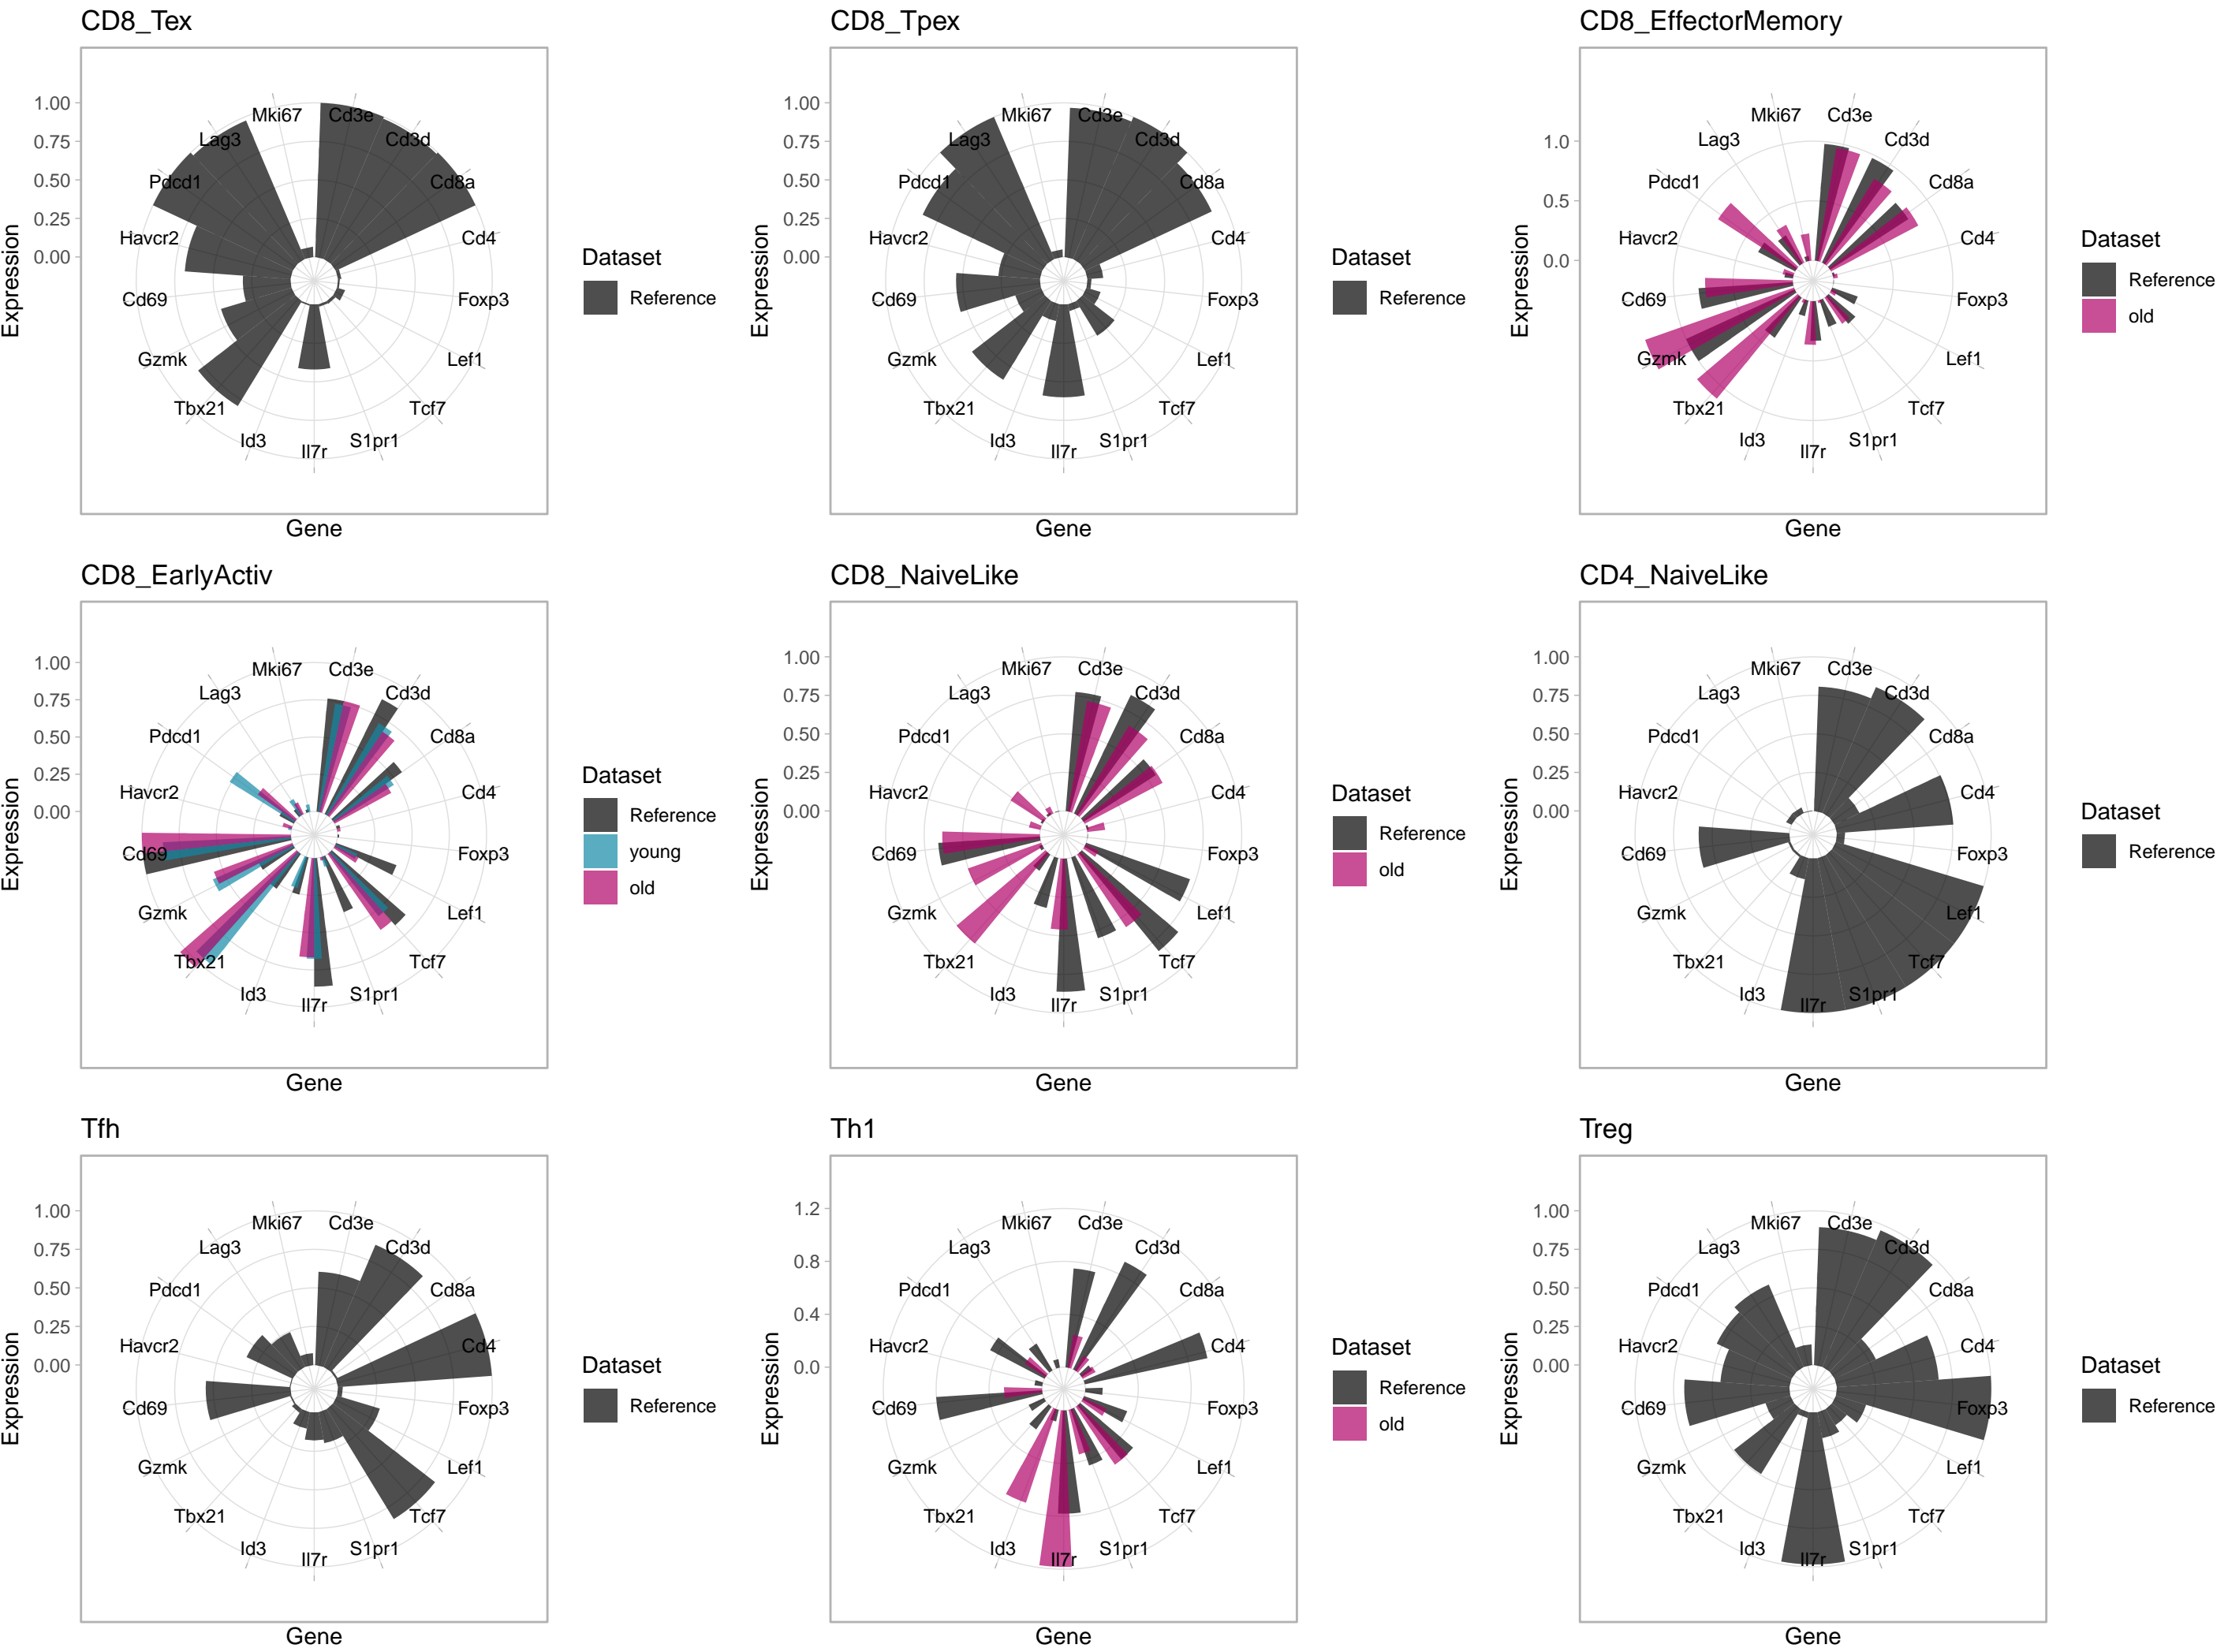 CD8_Tex
Expression
1.00
0.75
0.50
0.25
0.00
Mki67
Cd3e
Lag3
Cd3d
Pdcd1
Cd8a
Havcr2
Cd4
Cd69
Foxp3
Gzmk
Lef1
Tbx21
Tcf7
Id3
Il7r
S1pr1
Gene
Dataset
Reference
CD8_Tpex
Expression
1.00
0.75
0.50
0.25
0.00
Mki67
Cd3e
Lag3
Cd3d
Pdcd1
Cd8a
Havcr2
Cd4
Cd69
Foxp3
Gzmk
Lef1
Tbx21
Tcf7
Id3
Il7r
S1pr1
Gene
Dataset
Reference
CD8_EffectorMemory
Expression
1.0
0.5
0.0
Mki67
Cd3e
Lag3
Cd3d
Pdcd1
Cd8a
Havcr2
Cd4
Cd69
Foxp3
Gzmk
Lef1
Tbx21
Tcf7
Id3
Il7r
S1pr1
Gene
Dataset
Reference
old
CD8_EarlyActiv
Expression
1.00
0.75
0.50
0.25
0.00
Mki67
Cd3e
Lag3
Cd3d
Pdcd1
Cd8a
Havcr2
Cd4
Cd69
Foxp3
Gzmk
Lef1
Tbx21
Tcf7
Id3
Il7r
S1pr1
Gene
Dataset
Reference
young
old
CD8_NaiveLike
Expression
1.00
0.75
0.50
0.25
0.00
Mki67
Cd3e
Lag3
Cd3d
Pdcd1
Cd8a
Havcr2
Cd4
Cd69
Foxp3
Gzmk
Lef1
Tbx21
Tcf7
Id3
Il7r
S1pr1
Gene
Dataset
Reference
old
CD4_NaiveLike
Expression
1.00
0.75
0.50
0.25
0.00
Mki67
Cd3e
Lag3
Cd3d
Pdcd1
Cd8a
Havcr2
Cd4
Cd69
Foxp3
Gzmk
Lef1
Tbx21
Tcf7
Id3
Il7r
S1pr1
Gene
Dataset
Reference
Tfh
Expression
1.00
0.75
0.50
0.25
0.00
Mki67
Cd3e
Lag3
Cd3d
Pdcd1
Cd8a
Havcr2
Cd4
Cd69
Foxp3
Gzmk
Lef1
Tbx21
Tcf7
Id3
Il7r
S1pr1
Gene
Dataset
Reference
Th1
Expression
1.2
0.8
0.4
0.0
Mki67
Cd3e
Lag3
Cd3d
Pdcd1
Cd8a
Havcr2
Cd4
Cd69
Foxp3
Gzmk
Lef1
Tbx21
Tcf7
Id3
Il7r
S1pr1
Gene
Dataset
Reference
old
Treg
Expression
1.00
0.75
0.50
0.25
0.00
Mki67
Cd3e
Lag3
Cd3d
Pdcd1
Cd8a
Havcr2
Cd4
Cd69
Foxp3
Gzmk
Lef1
Tbx21
Tcf7
Id3
Il7r
S1pr1
Gene
Dataset
Reference